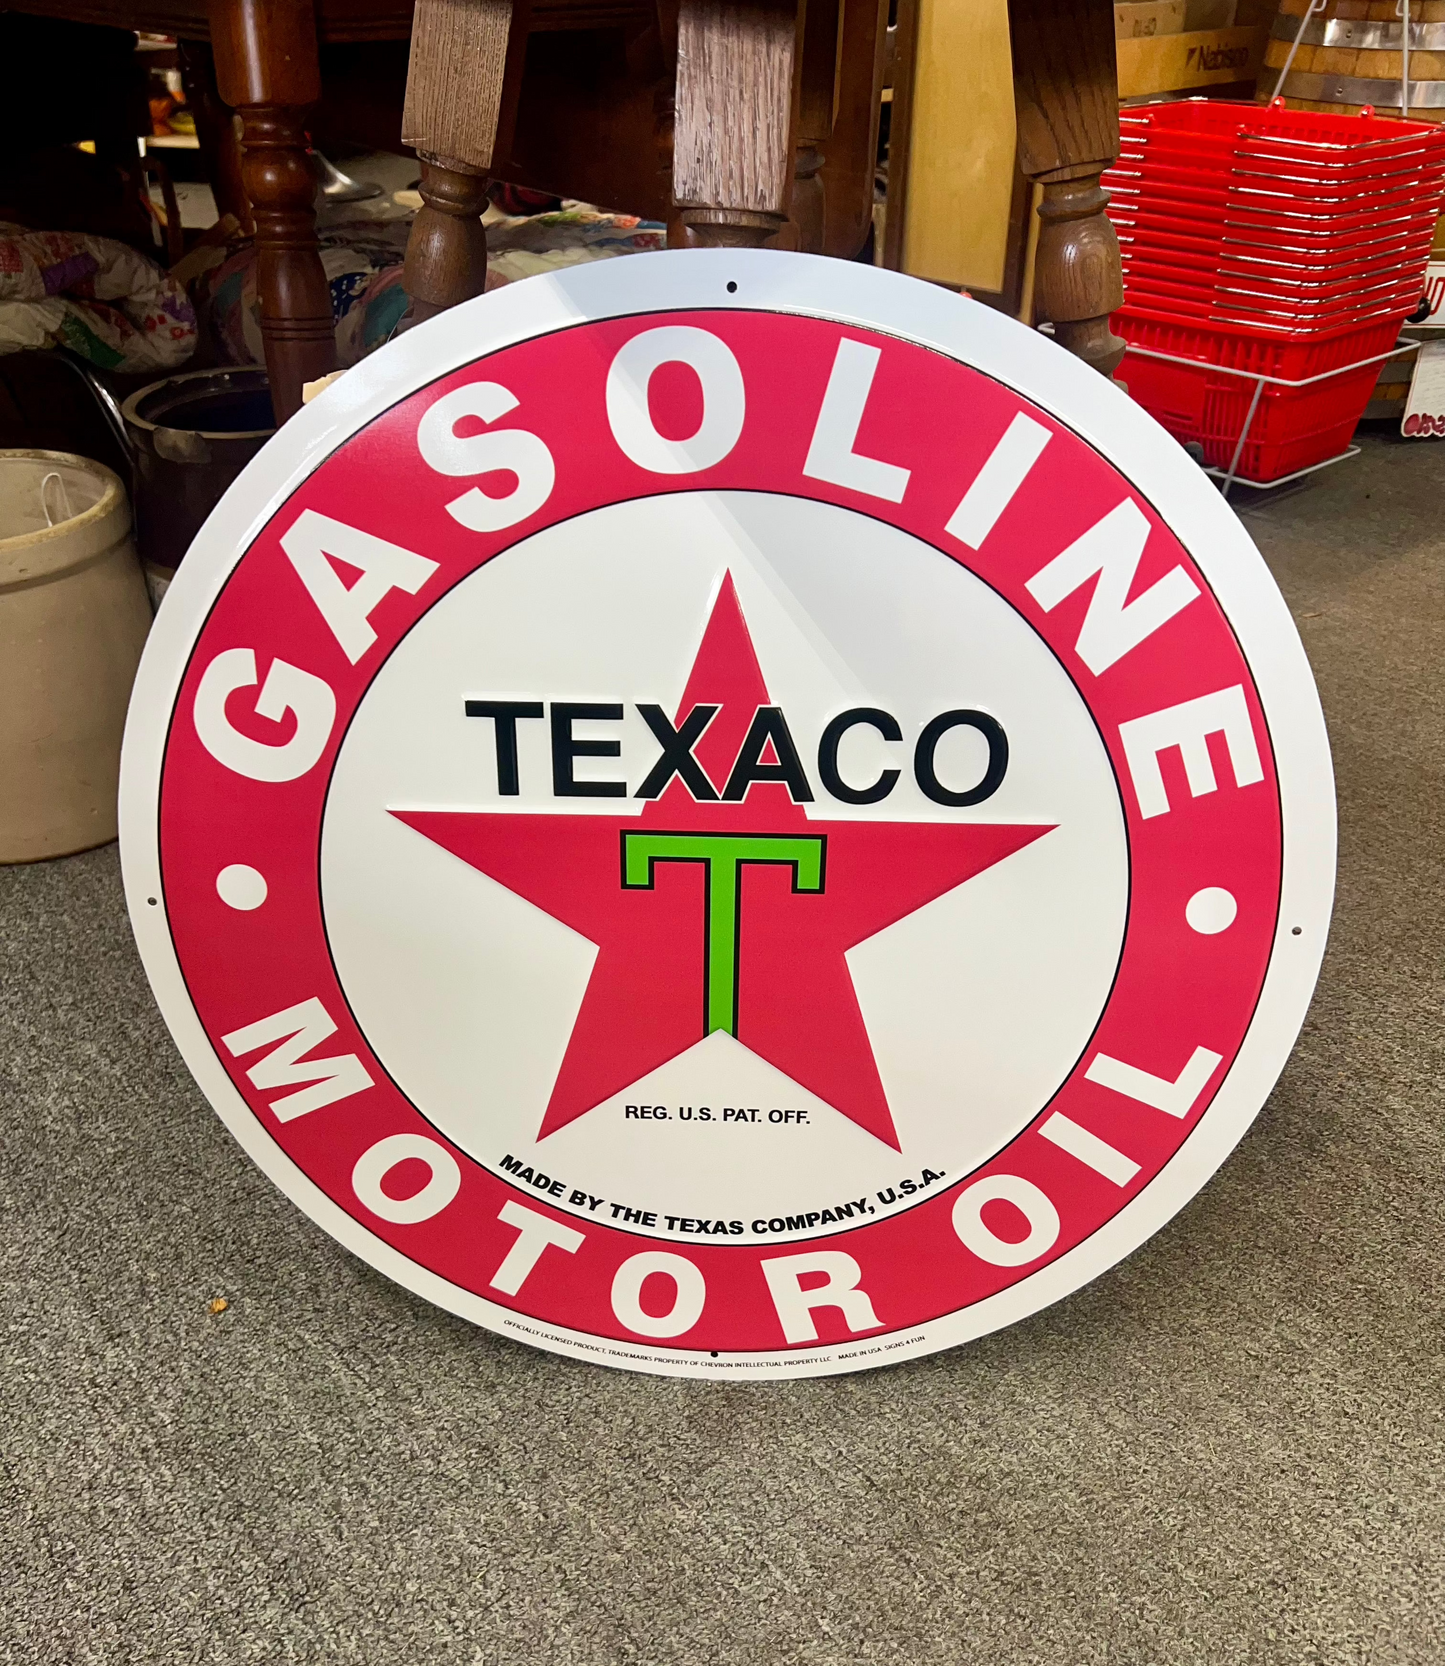 Nabisco
GASOLINE
TEXACO
T
REG. U.S. PAT. OFF.
MADE BY THE TEXAS COMPANY, U.S.A.
MOTOR OIL
OFFICIALLY LICENSED PRODUCT, TRADEMARKS PROPERTY OF CHEVRON INTELLECTUAL PROPERTY LLC MADE IN USA SIGNS 4 FUN